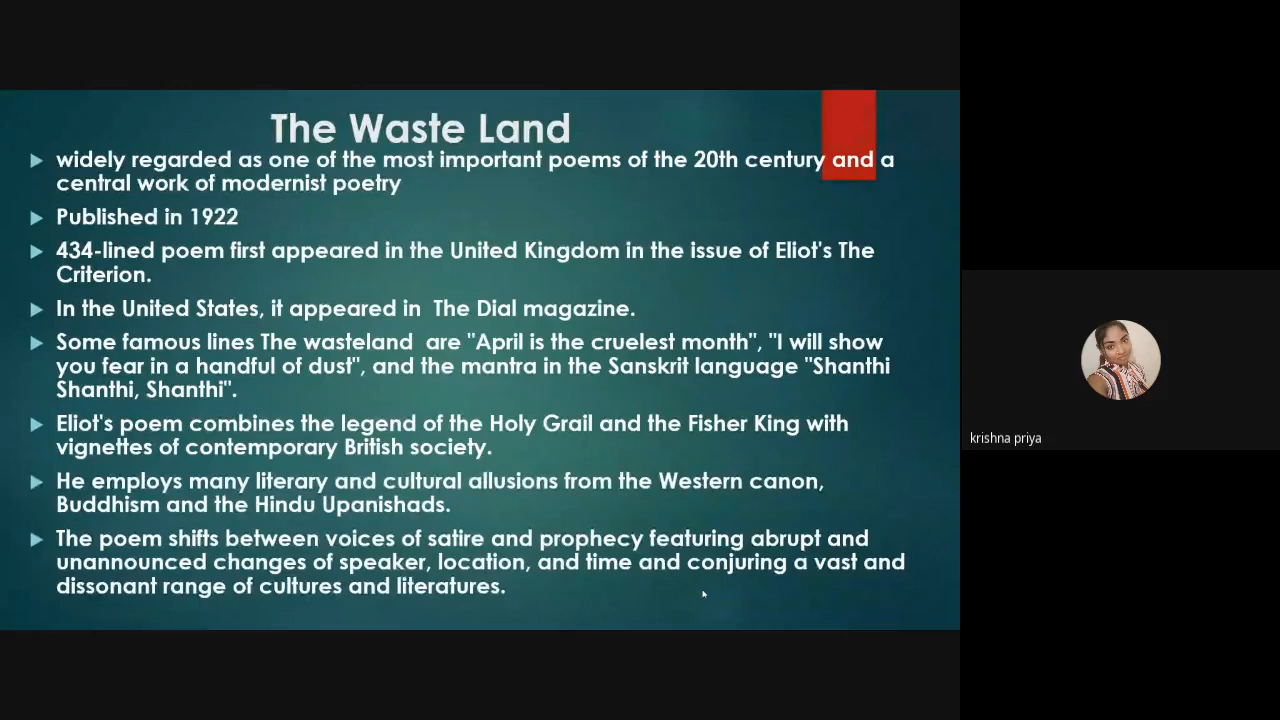 The Waste Land
widely regarded as one of the most important poems of the 20th century and a
central work of modernist poetry
Published in 1922
434-lined poem first appeared in the United Kingdom in the issue of Eliot's The
Criterion.
In the United States, it appeared in  The Dial magazine.
Some famous lines The wasteland  are "April is the cruelest month", "I will show
you fear in a handful of dust", and the mantra in the Sanskrit language "Shanthi
Shanthi, Shanthi".
Eliot's poem combines the legend of the Holy Grail and the Fisher King with
vignettes of contemporary British society.
He employs many literary and cultural allusions from the Western canon,
Buddhism and the Hindu Upanishads.
The poem shifts between voices of satire and prophecy featuring abrupt and
unannounced changes of speaker, location, and time and conjuring a vast and
dissonant range of cultures and literatures.
krishna priya